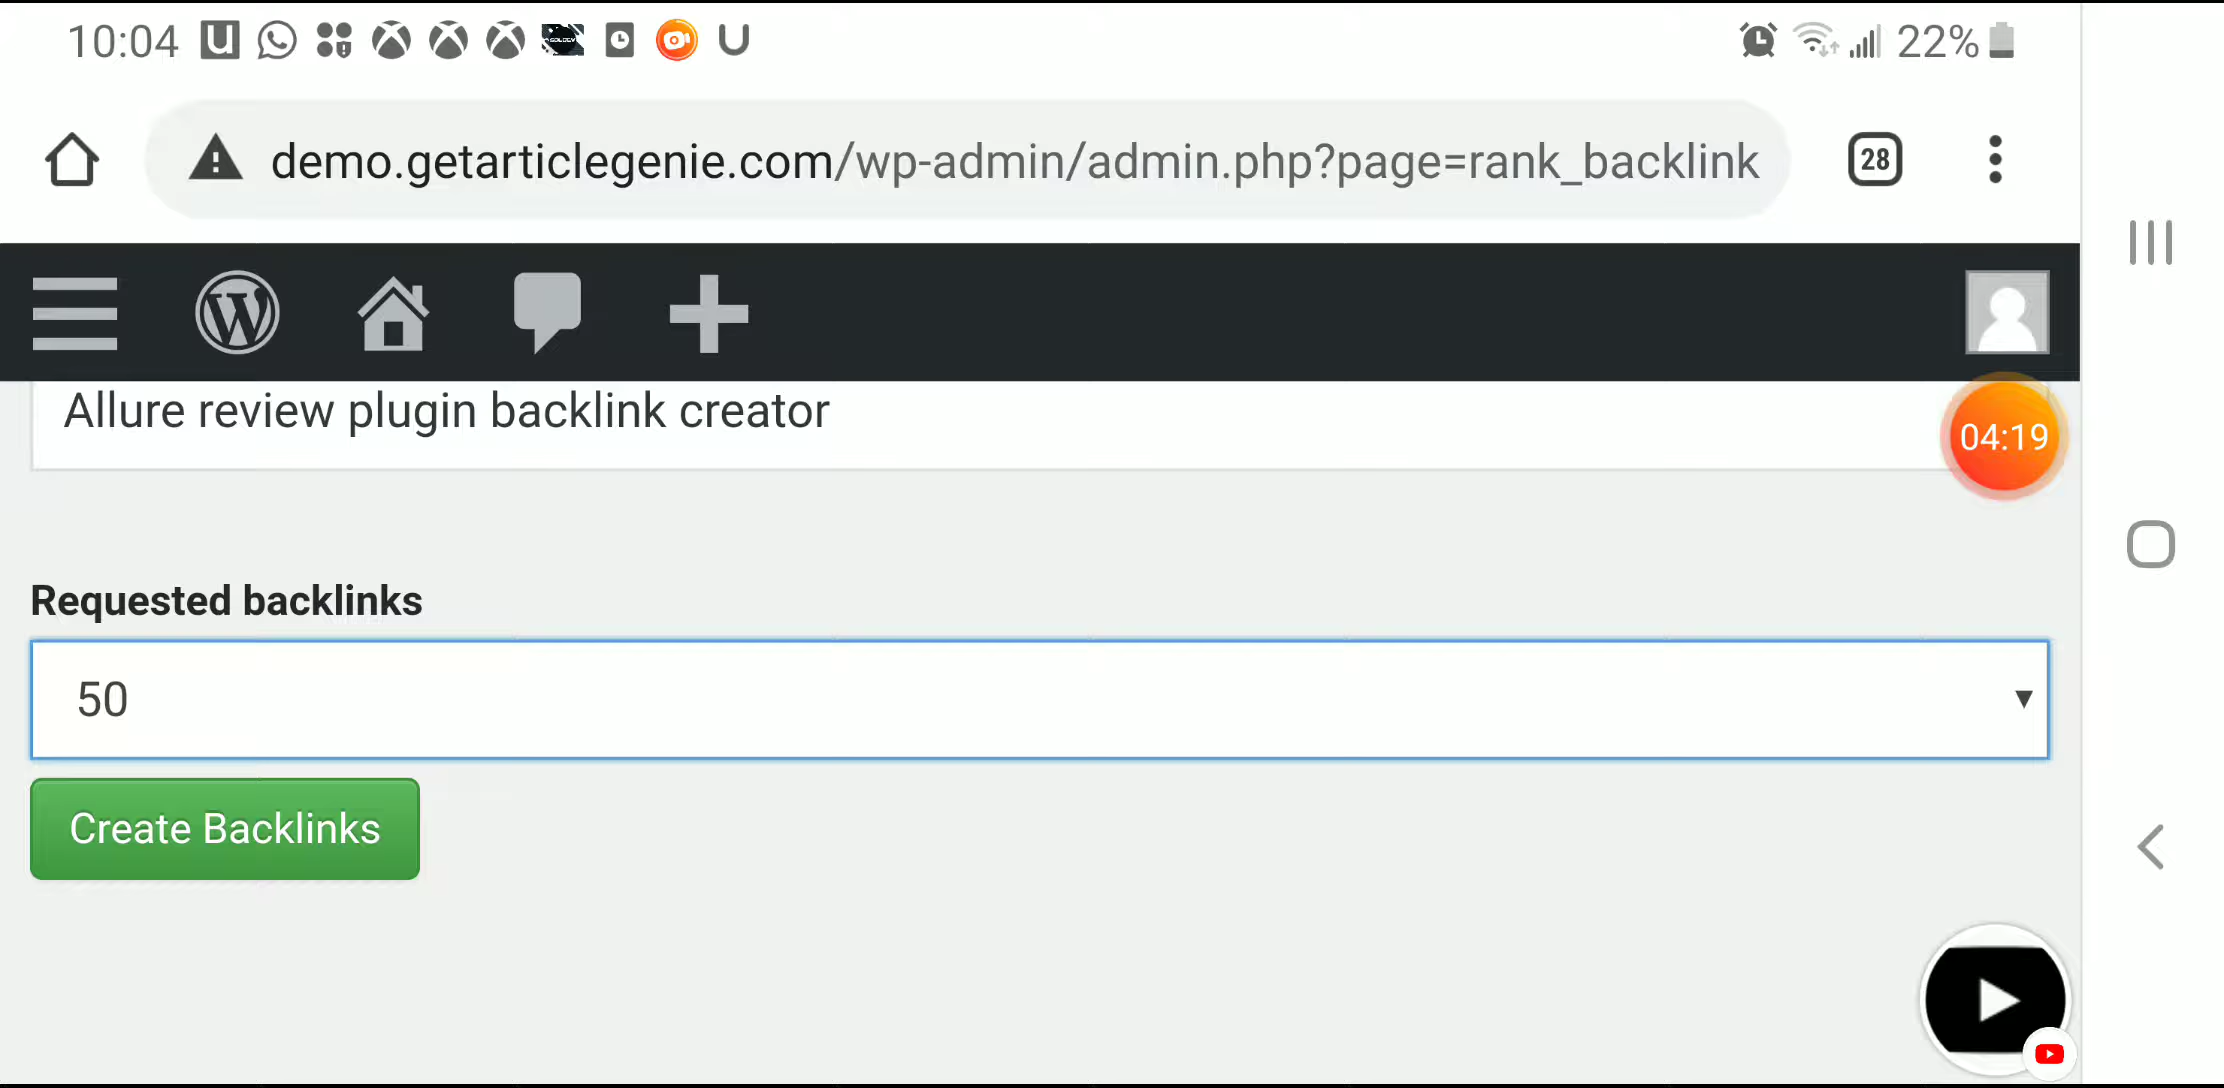 10:04
22%
demo.getarticlegenie.com/wp-admin/admin.php?page=rank_backlink
28
Allure review plugin backlink creator
04:19
Requested backlinks
50
Create Backlinks